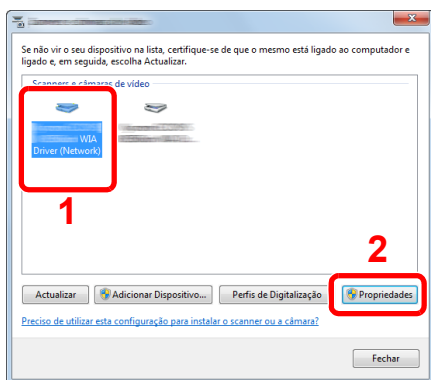 Se não vir o seu dispositivo na lista, certifique-se de que o mesmo está ligado ao computador e
ligado e, em seguida, escolha Actualizar.
Scanners e câmaras de vídeo
WIA
Driver (Network)
1
2
Actualizar
Adicionar Dispositivo...
Perfis de Digitalização
Propriedades
Preciso de utilizar esta configuração para instalar o scanner ou a câmara?
Fechar